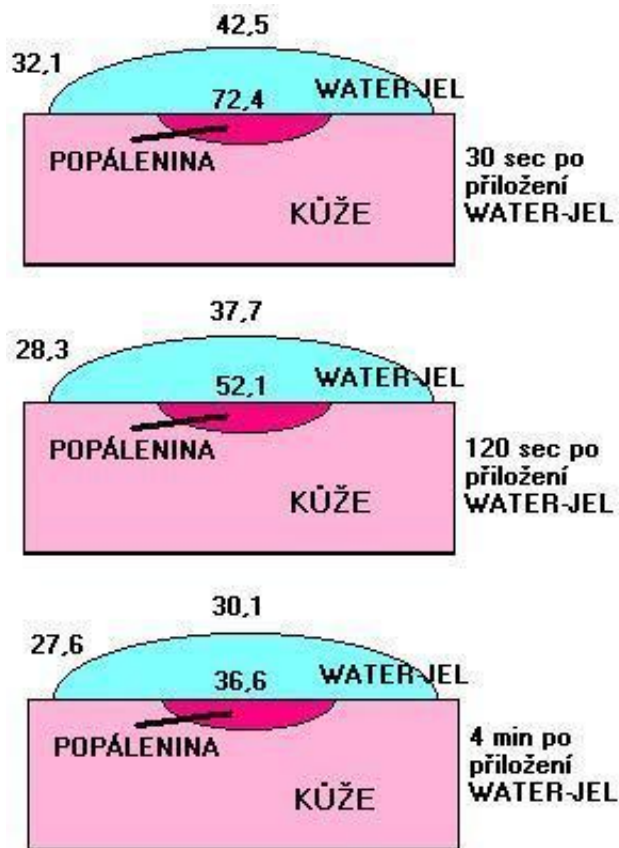 42,5
32,1
WATER-JEL
72,4
POPÁLENINA
KŮŽE
30 sec po
přiložení
WATER-JEL
37,7
28,3
WATER-JEL
52,1
POPÁLENINA
KŮŽE
120 sec po
přiložení
WATER-JEL
30,1
27,6
WATER-JEL
36,6
POPÁLENINA
KŮŽE
4 min po
přiložení
WATER-JEL